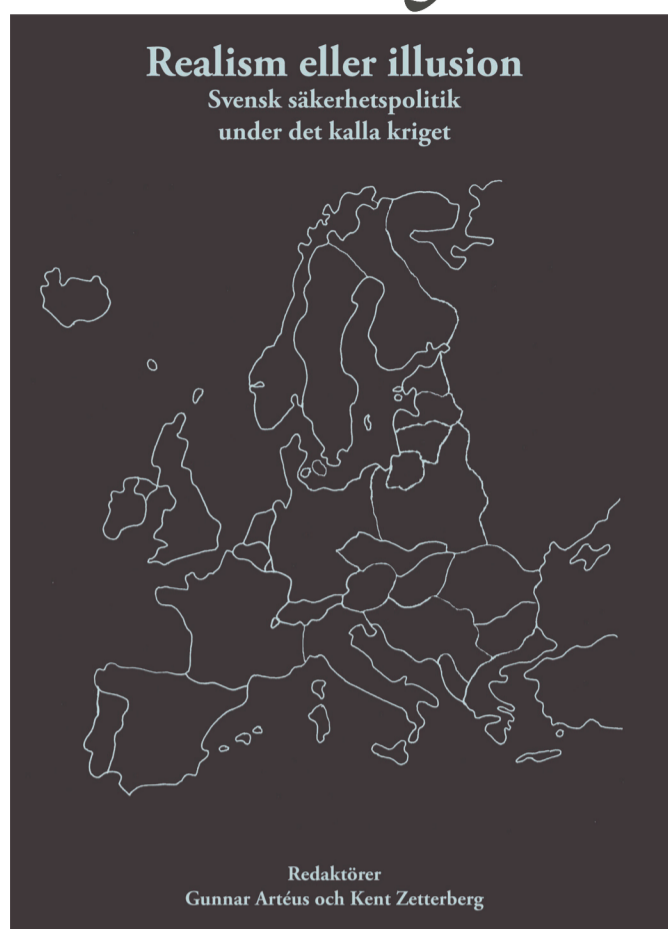 Realism eller illusion
Svensk säkerhetspolitik
under det kalla kriget
Redaktörer
Gunnar Artéus och Kent Zetterberg